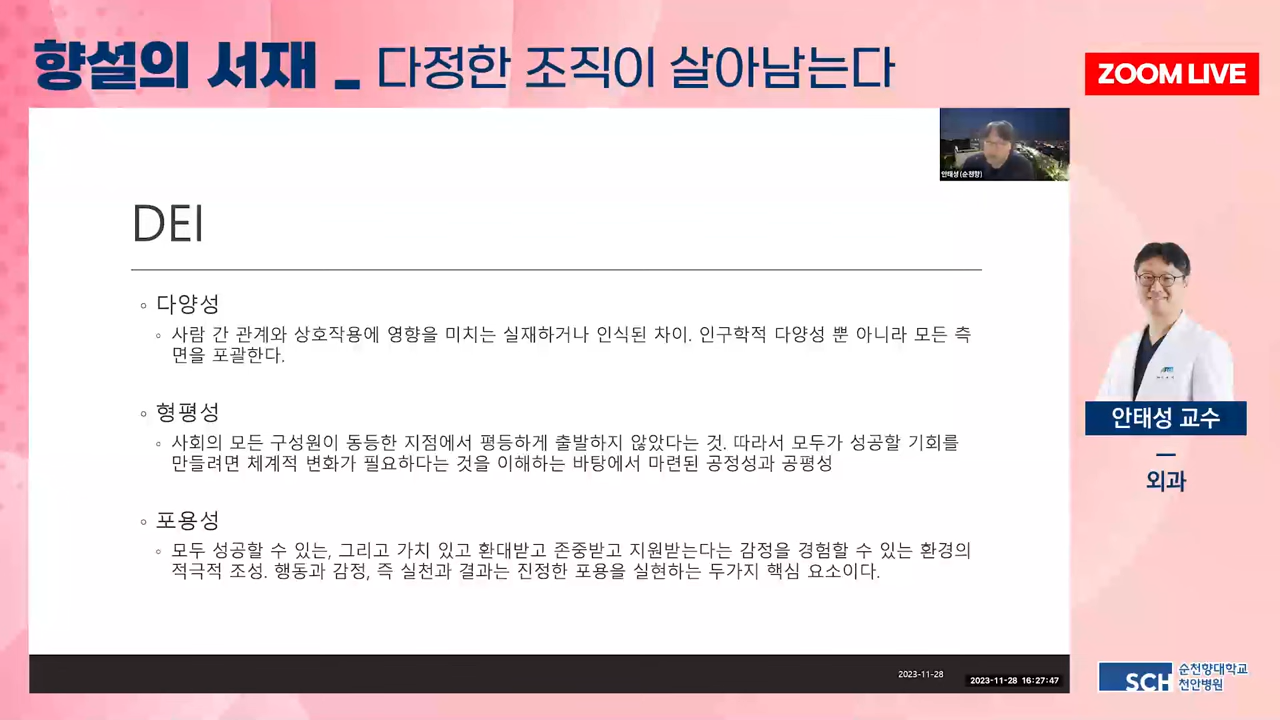 향설의 서재 _ 다정한 조직이 살아남는다
ZOOM LIVE
안태성 (순천향)
DEI
다양성
사람 간 관계와 상호작용에 영향을 미치는 실재하거나 인식된 차이. 인구학적 다양성 뿐 아니라 모든 측
면을 포괄한다.
형평성
사회의 모든 구성원이 동등한 지점에서 평등하게 출발하지 않았다는 것. 따라서 모두가 성공할 기회를
만들려면 체계적 변화가 필요하다는 것을 이해하는 바탕에서 마련된 공정성과 공평성
포용성
모두 성공할 수 있는, 그리고 가치 있고 환대받고 존중받고 지원받는다는 감정을 경험할 수 있는 환경의
적극적 조성. 행동과 감정, 즉 실천과 결과는 진정한 포용을 실현하는 두가지 핵심 요소이다.
안태성 교수
외과
2023-11-28
2023-11-28 16:27:47
SCH
순천향대학교
천안병원